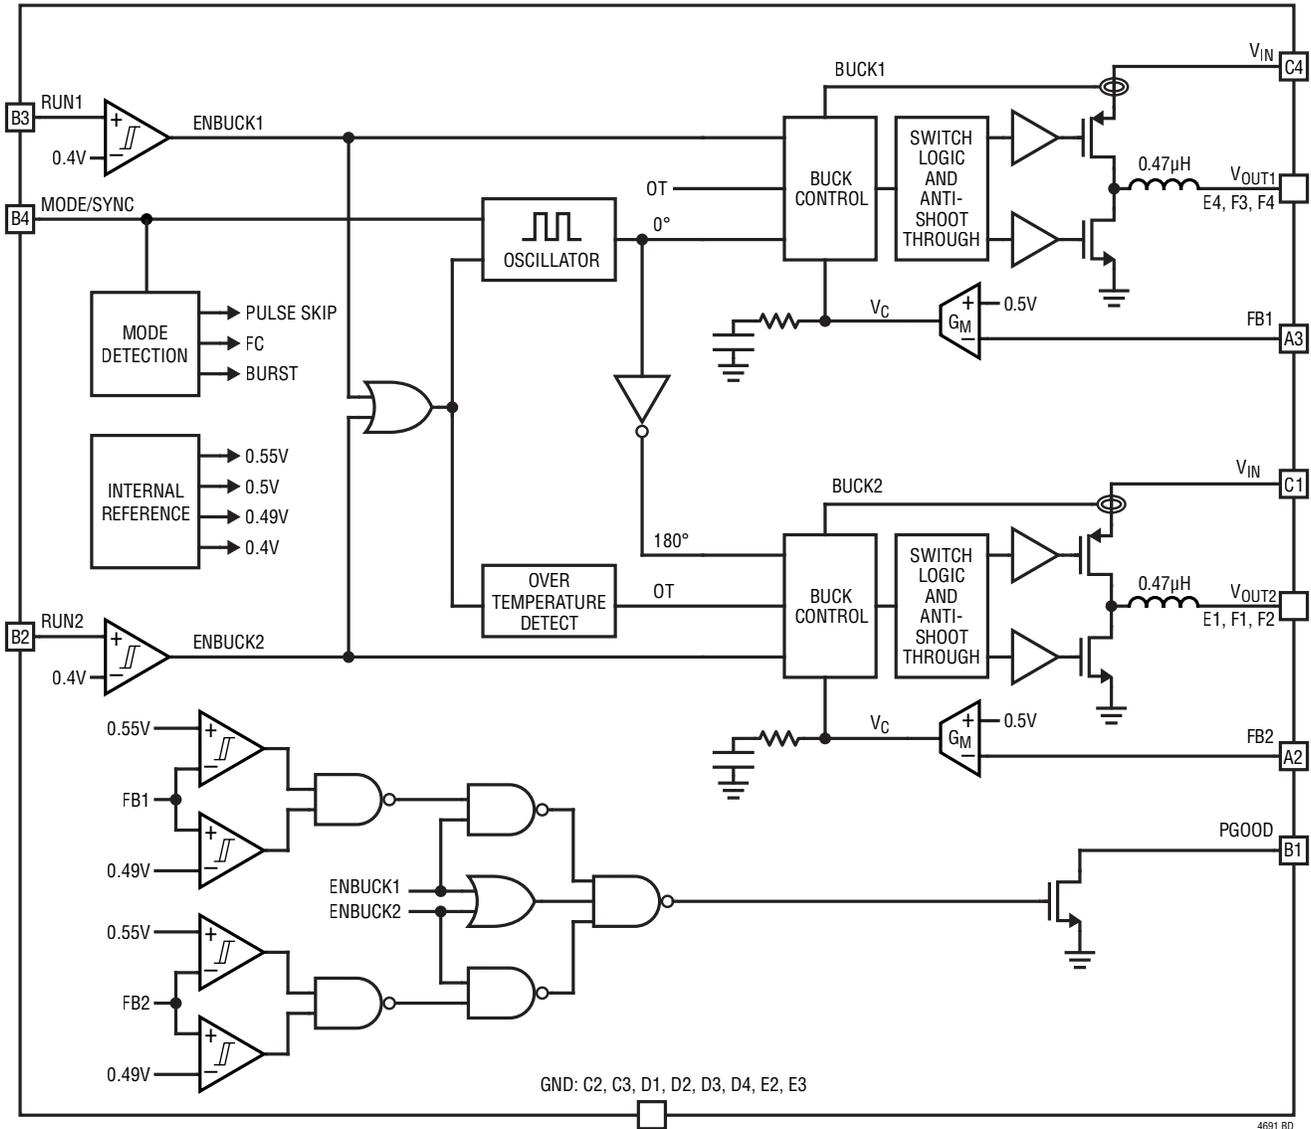 BUCK1
VIN
C4
B3
RUN1
+
0.4V
−
ENBUCK1
BUCK
CONTROL
SWITCH
LOGIC
AND
ANTI-
SHOOT
THROUGH
0.47µH
VOUT1
E4, F3, F4
OT
0°
B4
MODE/SYNC
OSCILLATOR
MODE
DETECTION
PULSE SKIP
FC
BURST
VC
GM
+
−
0.5V
FB1
A3
INTERNAL
REFERENCE
0.55V
0.5V
0.49V
0.4V
BUCK2
VIN
C1
180°
OVER
TEMPERATURE
DETECT
OT
BUCK
CONTROL
SWITCH
LOGIC
AND
ANTI-
SHOOT
THROUGH
0.47µH
VOUT2
E1, F1, F2
B2
RUN2
+
0.4V
−
ENBUCK2
VC
GM
+
−
0.5V
FB2
A2
0.55V
+
−
FB1
+
−
0.49V
ENBUCK1
ENBUCK2
PGOOD
B1
0.55V
+
−
FB2
+
−
0.49V
GND: C2, C3, D1, D2, D3, D4, E2, E3
4691 BD